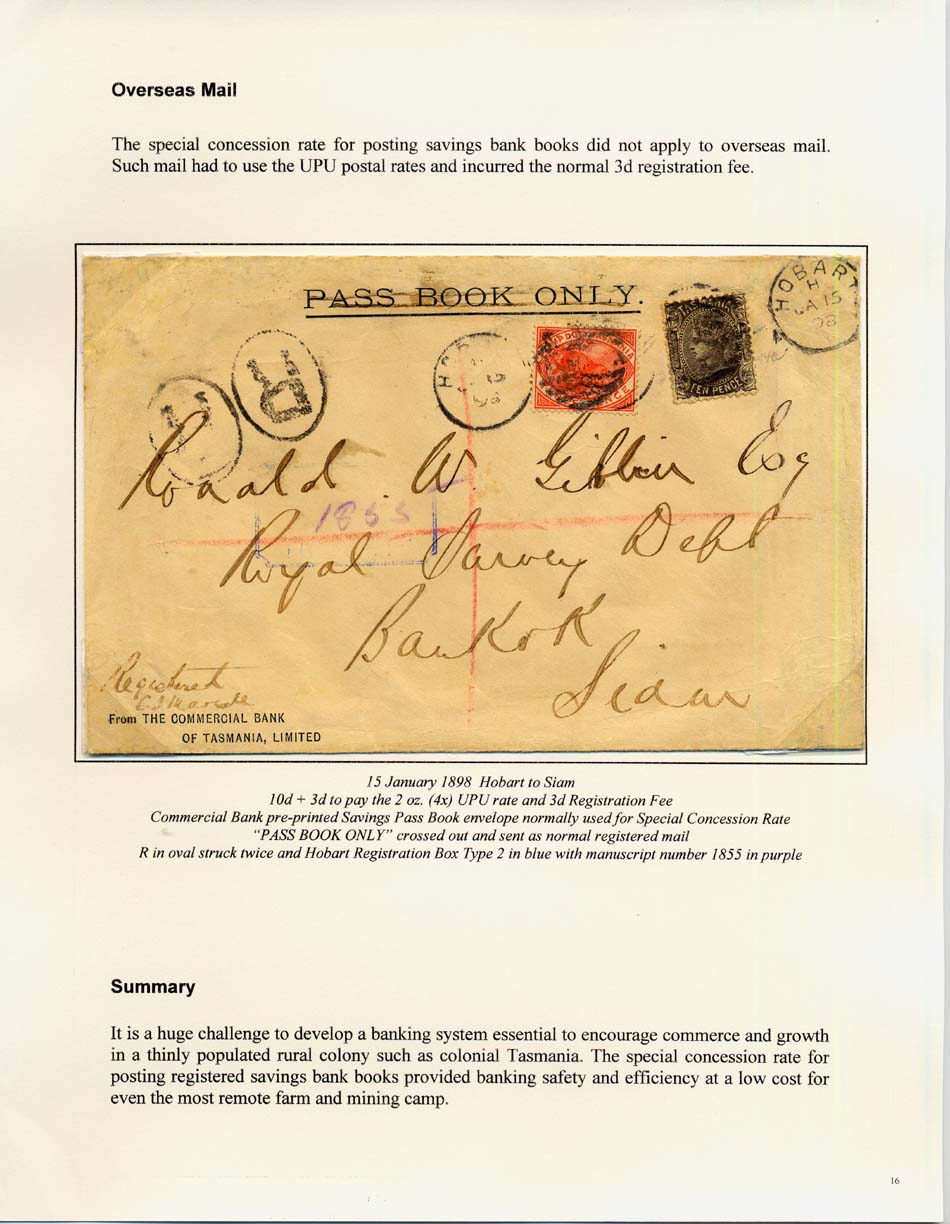 Overseas Mail
The special concession rate for posting savings bank books did not apply to overseas mail.
Such mail had to use the UPU postal rates and incurred the normal 3d registration fee.
PASS BOOK ONLY.
HOBART
H
JA 15
98
TEN PENCE
R
Ronald W. Gibbin Esq
1855
Royal Survey Dept
Bankok
Siam
Registered
From THE COMMERCIAL BANK
OF TASMANIA, LIMITED
15 January 1898 Hobart to Siam
10d + 3d to pay the 2 oz. (4x) UPU rate and 3d Registration Fee
Commercial Bank pre-printed Savings Pass Book envelope normally used for Special Concession Rate
“PASS BOOK ONLY” crossed out and sent as normal registered mail
R in oval struck twice and Hobart Registration Box Type 2 in blue with manuscript number 1855 in purple
Summary
It is a huge challenge to develop a banking system essential to encourage commerce and growth
in a thinly populated rural colony such as colonial Tasmania. The special concession rate for
posting registered savings bank books provided banking safety and efficiency at a low cost for
even the most remote farm and mining camp.
16